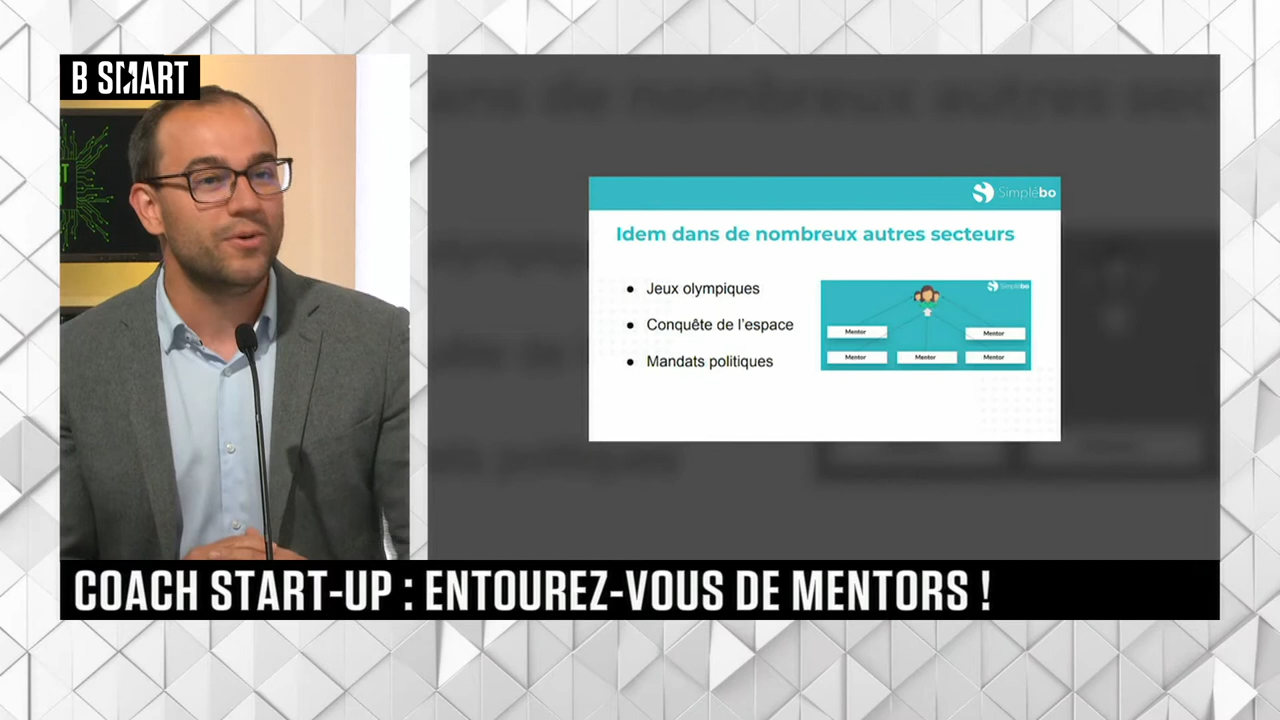 B SMART
Simplébo
Idem dans de nombreux autres secteurs
● Jeux olympiques
● Conquête de l'espace
● Mandats politiques
Simplébo
Mentor
Mentor
Mentor
Mentor
Mentor
COACH START-UP : ENTOUREZ-VOUS DE MENTORS !